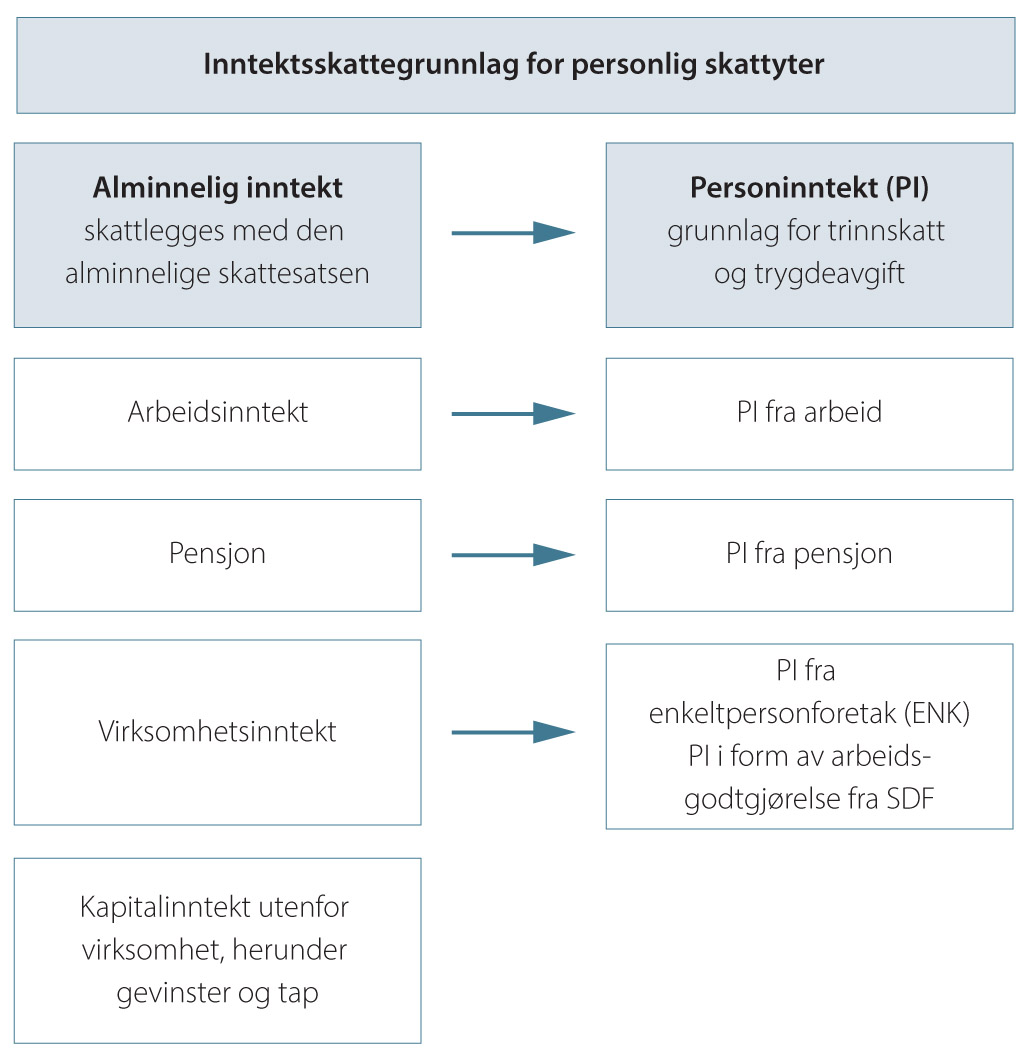 Inntektsskattegrunnlag for personlig skattyter
Alminnelig inntekt
skattlegges med den
alminnelige skattesatsen
Personinntekt (PI)
grunnlag for trinnskatt
og trygdeavgift
Arbeidsinntekt
PI fra arbeid
Pensjon
PI fra pensjon
Virksomhetsinntekt
PI fra
enkeltpersonforetak (ENK)
PI i form av arbeids-
godtgjørelse fra SDF
Kapitalinntekt utenfor
virksomhet, herunder
gevinster og tap